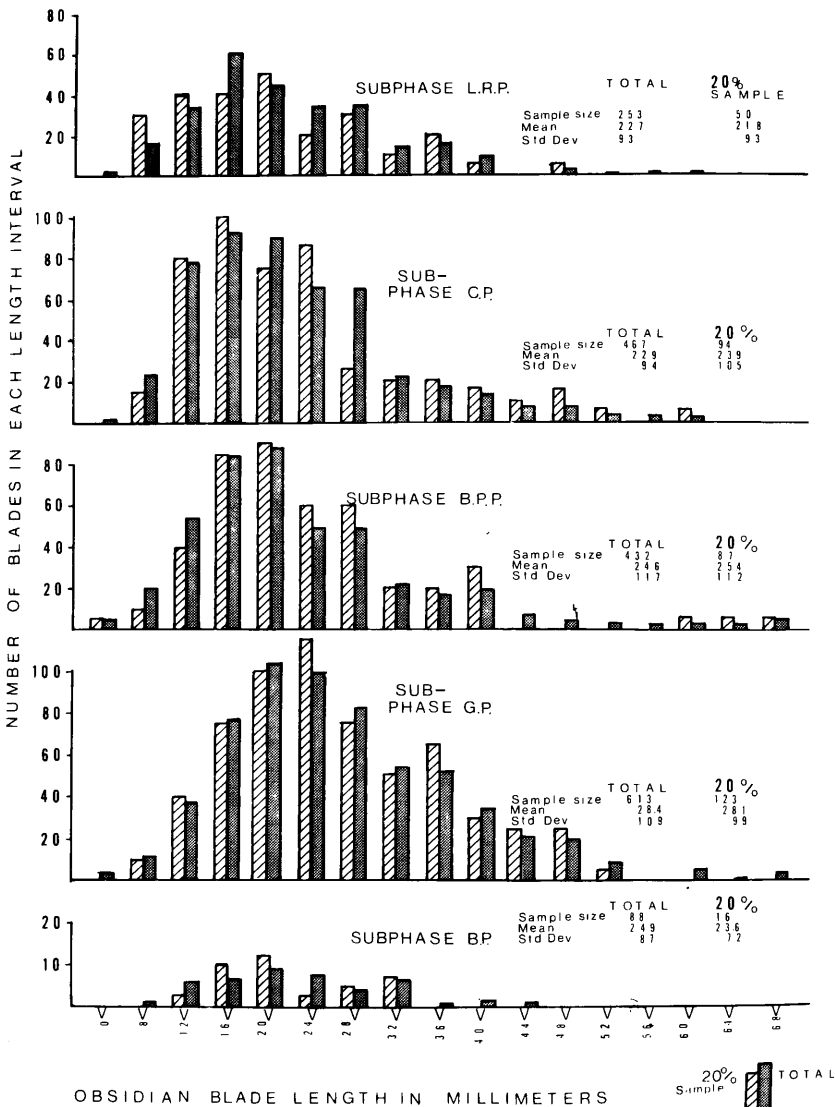 NUMBER OF BLADES IN EACH LENGTH INTERVAL
80
60
40
20
SUBPHASE L.R.P.
TOTAL 20% SAMPLE
Sample size 253 50
Mean 227 218
Std Dev 93 93
100
80
60
40
20
SUB-
PHASE C.P.
TOTAL 20%
Sample size 467 94
Mean 229 239
Std Dev 94 105
80
60
40
20
SUBPHASE B.P.P.
TOTAL 20%
Sample size 432 87
Mean 246 254
Std Dev 117 112
100
80
60
40
20
SUB-
PHASE G.P.
TOTAL 20%
Sample size 613 123
Mean 28.4 281
Std Dev 109 99
20
10
SUBPHASE B.P.
TOTAL 20%
Sample size 88 16
Mean 249 23.6
Std Dev 87 7.2
0 8 12 16 20 24 28 32 36 40 44 48 52 56 60 64 68
OBSIDIAN BLADE LENGTH IN MILLIMETERS
20% Sample TOTAL